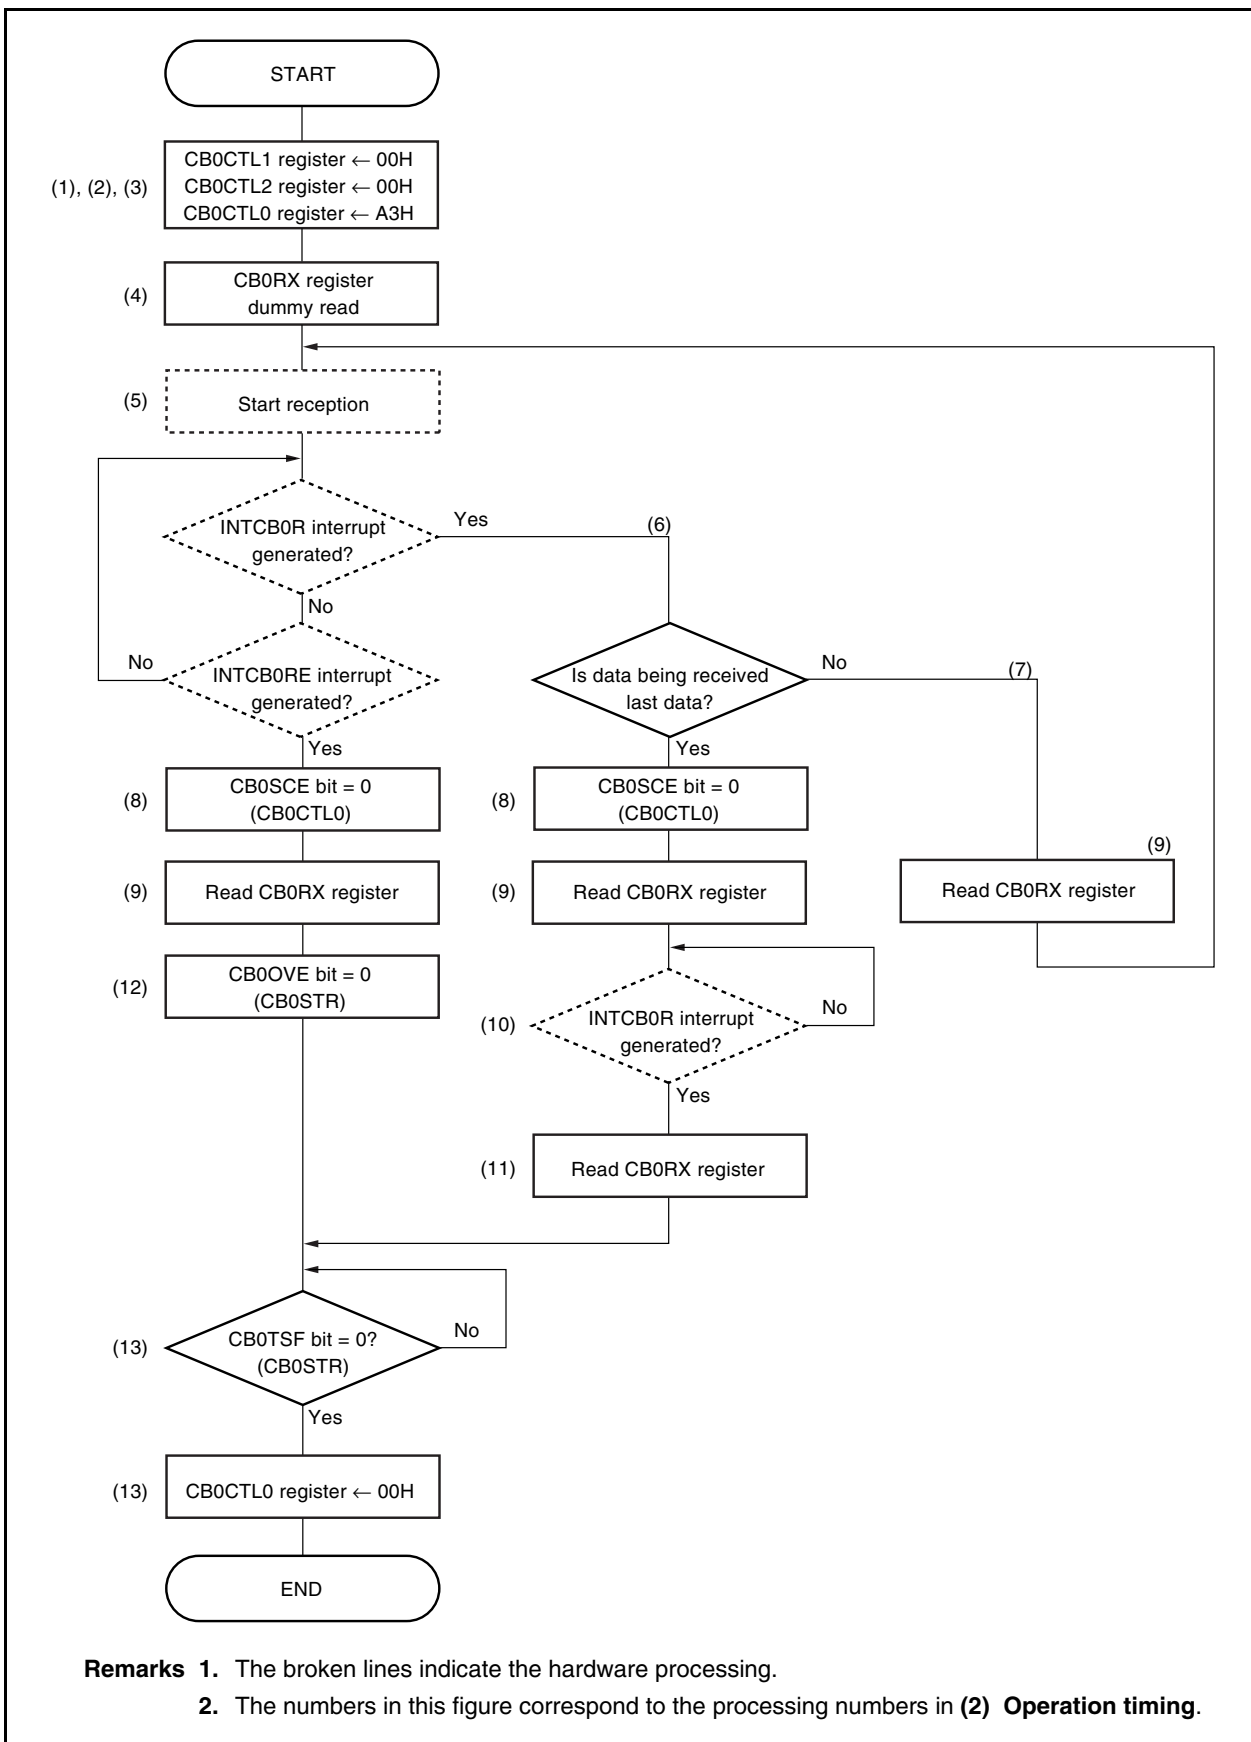 START
(1), (2), (3)
CB0CTL1 register ← 00H
CB0CTL2 register ← 00H
CB0CTL0 register ← A3H
(4)
CB0RX register
dummy read
(5)
Start reception
INTCB0R interrupt
generated?
Yes
(6)
No
INTCB0RE interrupt
generated?
No
Yes
Is data being received
last data?
No
(7)
Yes
(8)
CB0SCE bit = 0
(CB0CTL0)
(8)
CB0SCE bit = 0
(CB0CTL0)
(9)
Read CB0RX register
(9)
Read CB0RX register
(9)
Read CB0RX register
(12)
CB0OVE bit = 0
(CB0STR)
(10)
INTCB0R interrupt
generated?
No
Yes
(11)
Read CB0RX register
(13)
CB0TSF bit = 0?
(CB0STR)
No
Yes
(13)
CB0CTL0 register ← 00H
END
Remarks 1. The broken lines indicate the hardware processing.
2. The numbers in this figure correspond to the processing numbers in (2) Operation timing.